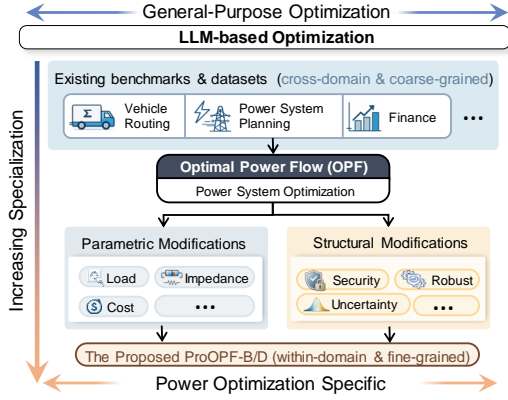 General-Purpose Optimization
LLM-based Optimization
Increasing Specialization
Existing benchmarks & datasets (cross-domain & coarse-grained)
Σ
Vehicle
Routing
Power System
Planning
Finance
...
Optimal Power Flow (OPF)
Power System Optimization
Parametric Modifications
Load
Impedance
$
Cost
...
Structural Modifications
Security
Robust
Uncertainty
...
The Proposed ProOPF-B/D (within-domain & fine-grained)
Power Optimization Specific